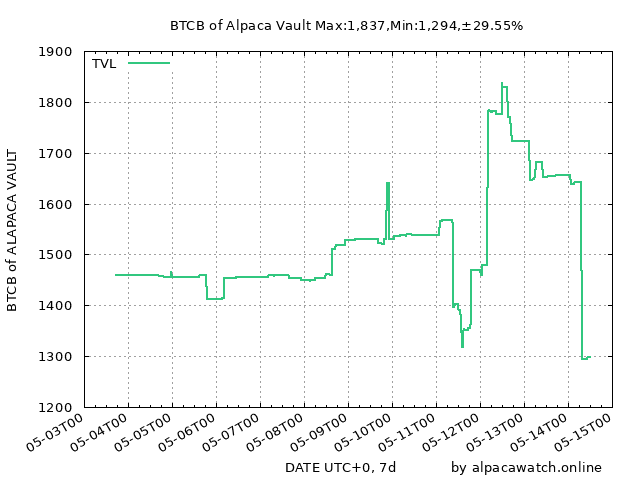 BTCB of Alpaca Vault Max:1,837,Min:1,294,±29.55%
TVL
1900
1800
1700
1600
1500
1400
1300
1200
BTCB of ALAPACA VAULT
05-03T00
05-04T00
05-05T00
05-06T00
05-07T00
05-08T00
05-09T00
05-10T00
05-11T00
05-12T00
05-13T00
05-14T00
05-15T00
DATE UTC+0, 7d
by alpacawatch.online